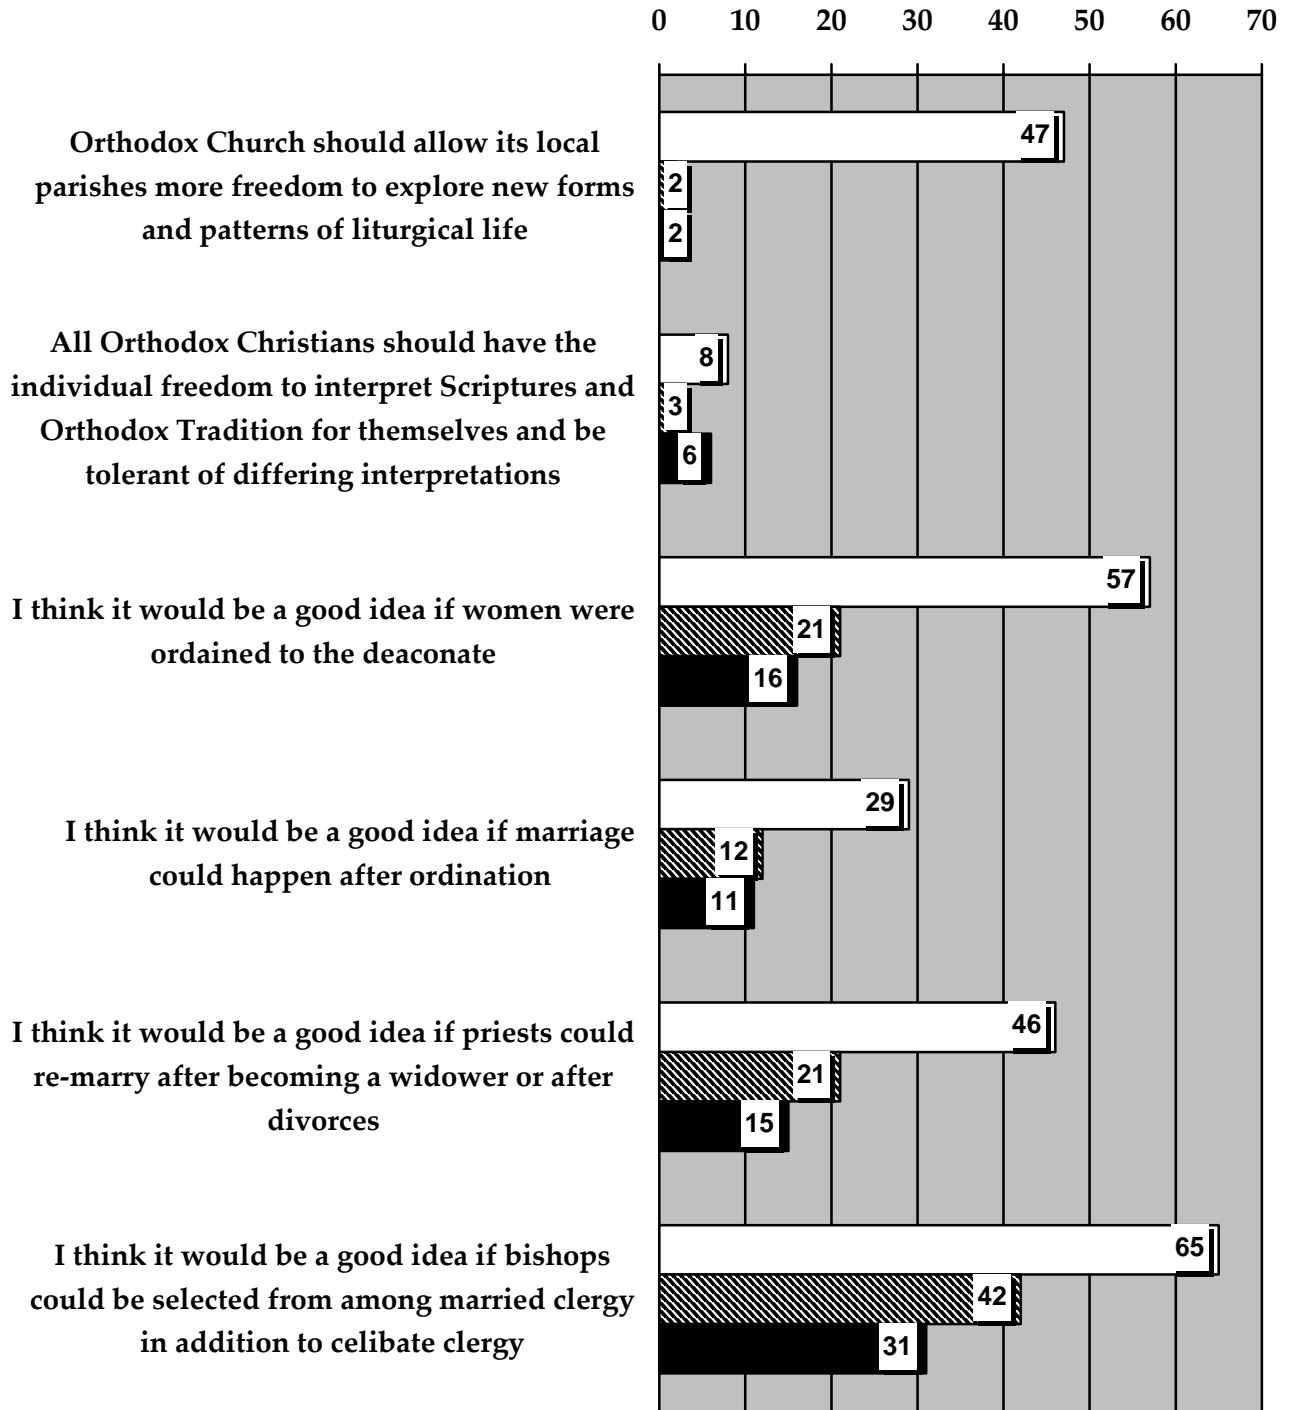 0 10 20 30 40 50 60 70
Orthodox Church should allow its local
parishes more freedom to explore new forms
and patterns of liturgical life
47
2
2
All Orthodox Christians should have the
individual freedom to interpret Scriptures and
Orthodox Tradition for themselves and be
tolerant of differing interpretations
8
3
6
I think it would be a good idea if women were
ordained to the deaconate
57
21
16
I think it would be a good idea if marriage
could happen after ordination
29
12
11
I think it would be a good idea if priests could
re-marry after becoming a widower or after
divorces
46
21
15
I think it would be a good idea if bishops
could be selected from among married clergy
in addition to celibate clergy
65
42
31